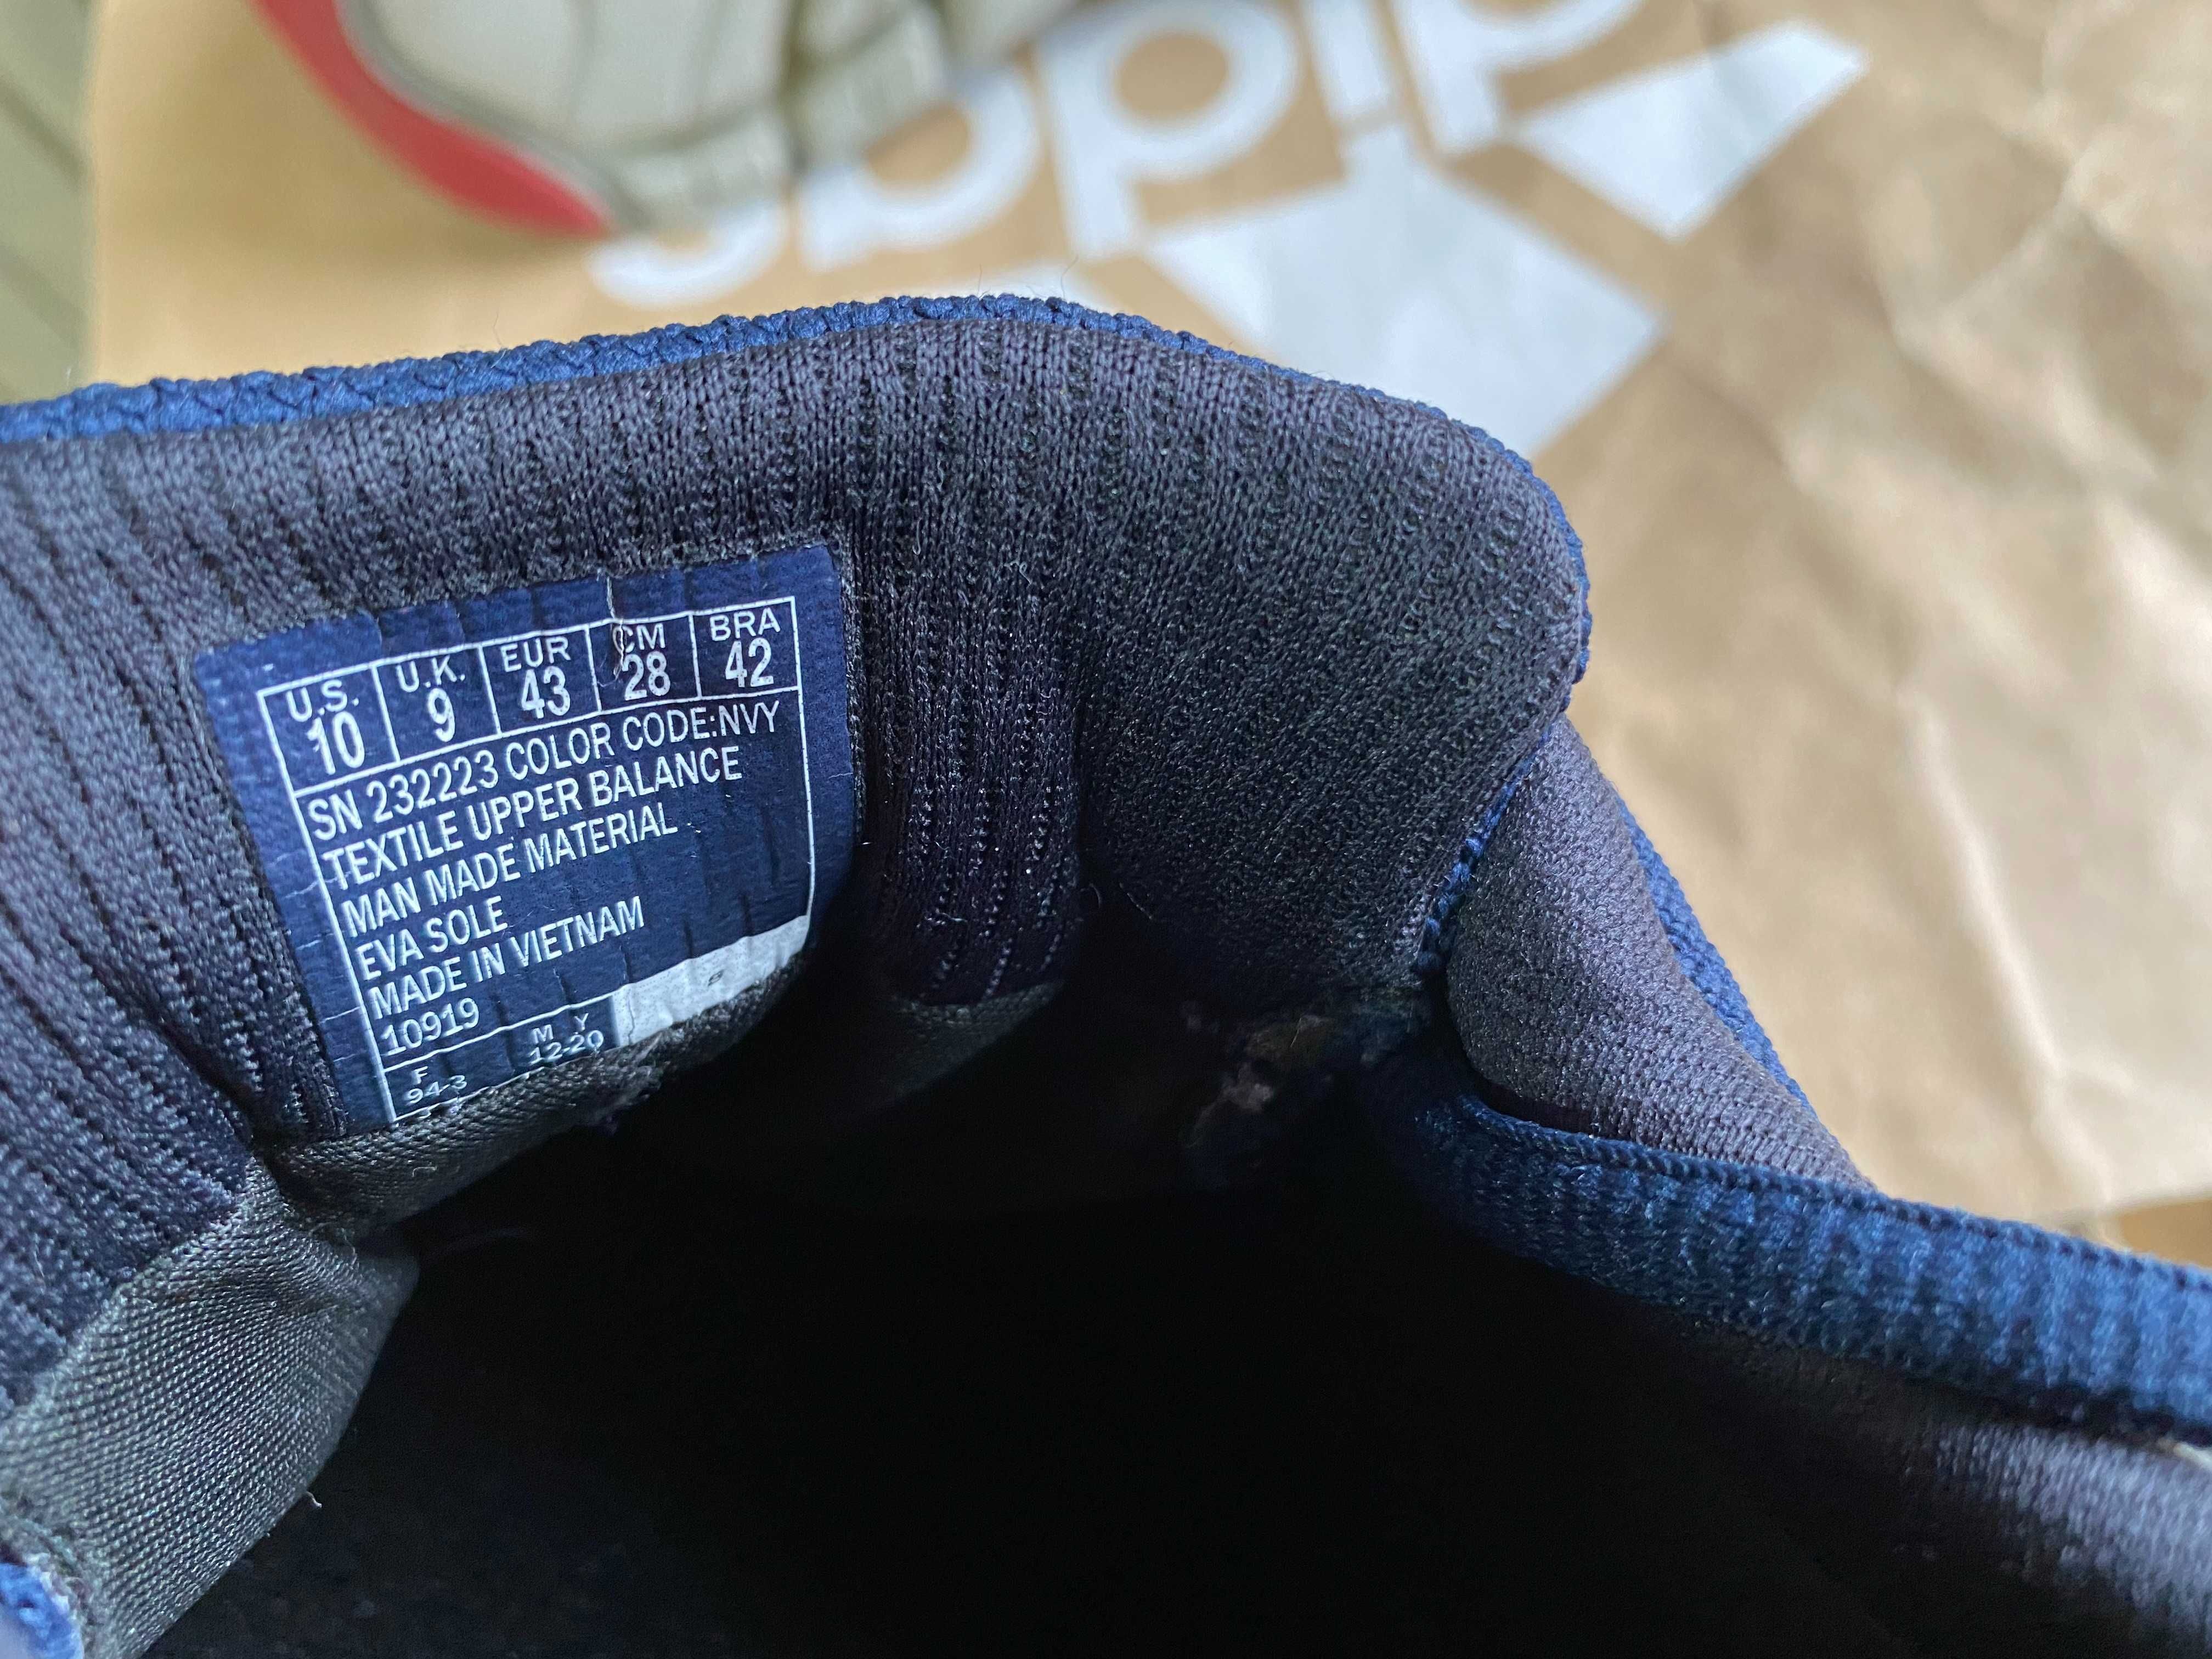 adidas
U.S. U.K. EUR CM BRA
10 9 43 28 42
SN 232223 COLOR CODE:NVY
TEXTILE UPPER BALANCE
MAN MADE MATERIAL
EVA SOLE
MADE IN VIETNAM
10919
F M Y
94-3 12-20